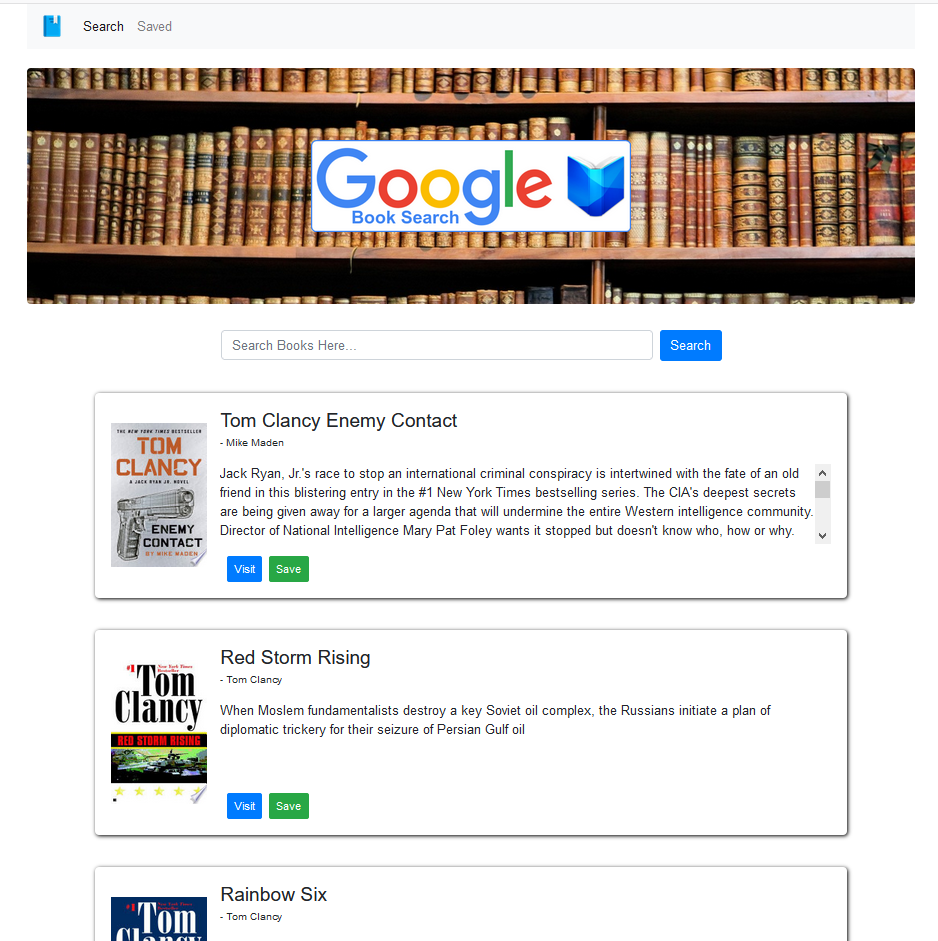 Search Saved
Google
Book Search
Search Books Here...
Search
Tom Clancy Enemy Contact
- Mike Maden
THE NEW YORK TIMES BESTSELLER
TOM
CLANCY
A JACK RYAN JR. NOVEL
ENEMY
CONTACT
BY MIKE MADEN
Jack Ryan, Jr.'s race to stop an international criminal conspiracy is intertwined with the fate of an old
friend in this blistering entry in the #1 New York Times bestselling series. The CIA's deepest secrets
are being given away for a larger agenda that will undermine the entire Western intelligence community.
Director of National Intelligence Mary Pat Foley wants it stopped but doesn't know who, how or why.
Visit
Save
Red Storm Rising
- Tom Clancy
#1 New York Times
Bestseller
Tom
Clancy
RED STORM RISING
When Moslem fundamentalists destroy a key Soviet oil complex, the Russians initiate a plan of
diplomatic trickery for their seizure of Persian Gulf oil
Visit
Save
Rainbow Six
- Tom Clancy
Tom
Clancy